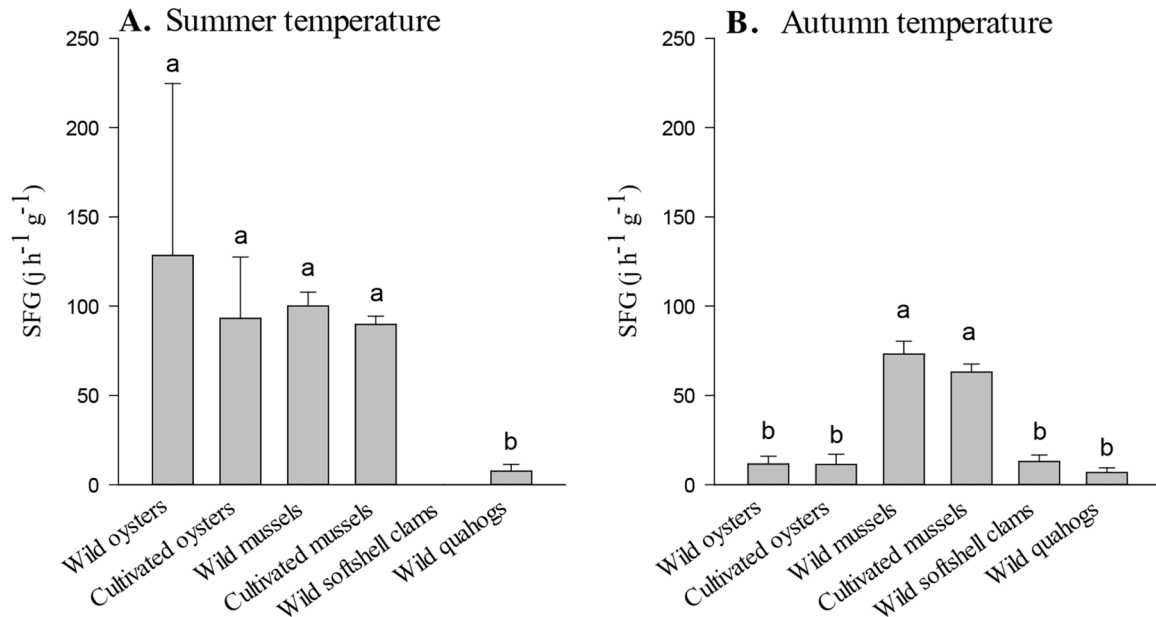 A. Summer temperature
250
200
150
100
50
0
SFG (j h-1 g-1)
a
a
a
a
b
Wild oysters
Cultivated oysters
Wild mussels
Cultivated mussels
Wild softshell clams
Wild quahogs
B. Autumn temperature
250
200
150
100
50
0
SFG (j h-1 g-1)
b
b
a
a
b
b
Wild oysters
Cultivated oysters
Wild mussels
Cultivated mussels
Wild softshell clams
Wild quahogs